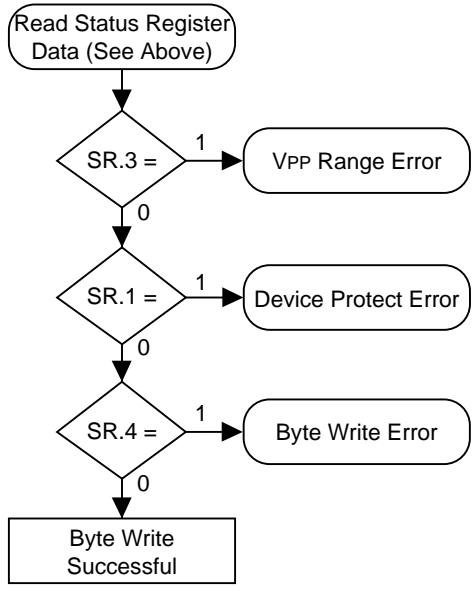 Read Status Register
Data (See Above)
SR.3 =
1
VPP Range Error
0
SR.1 =
1
Device Protect Error
0
SR.4 =
1
Byte Write Error
0
Byte Write
Successful